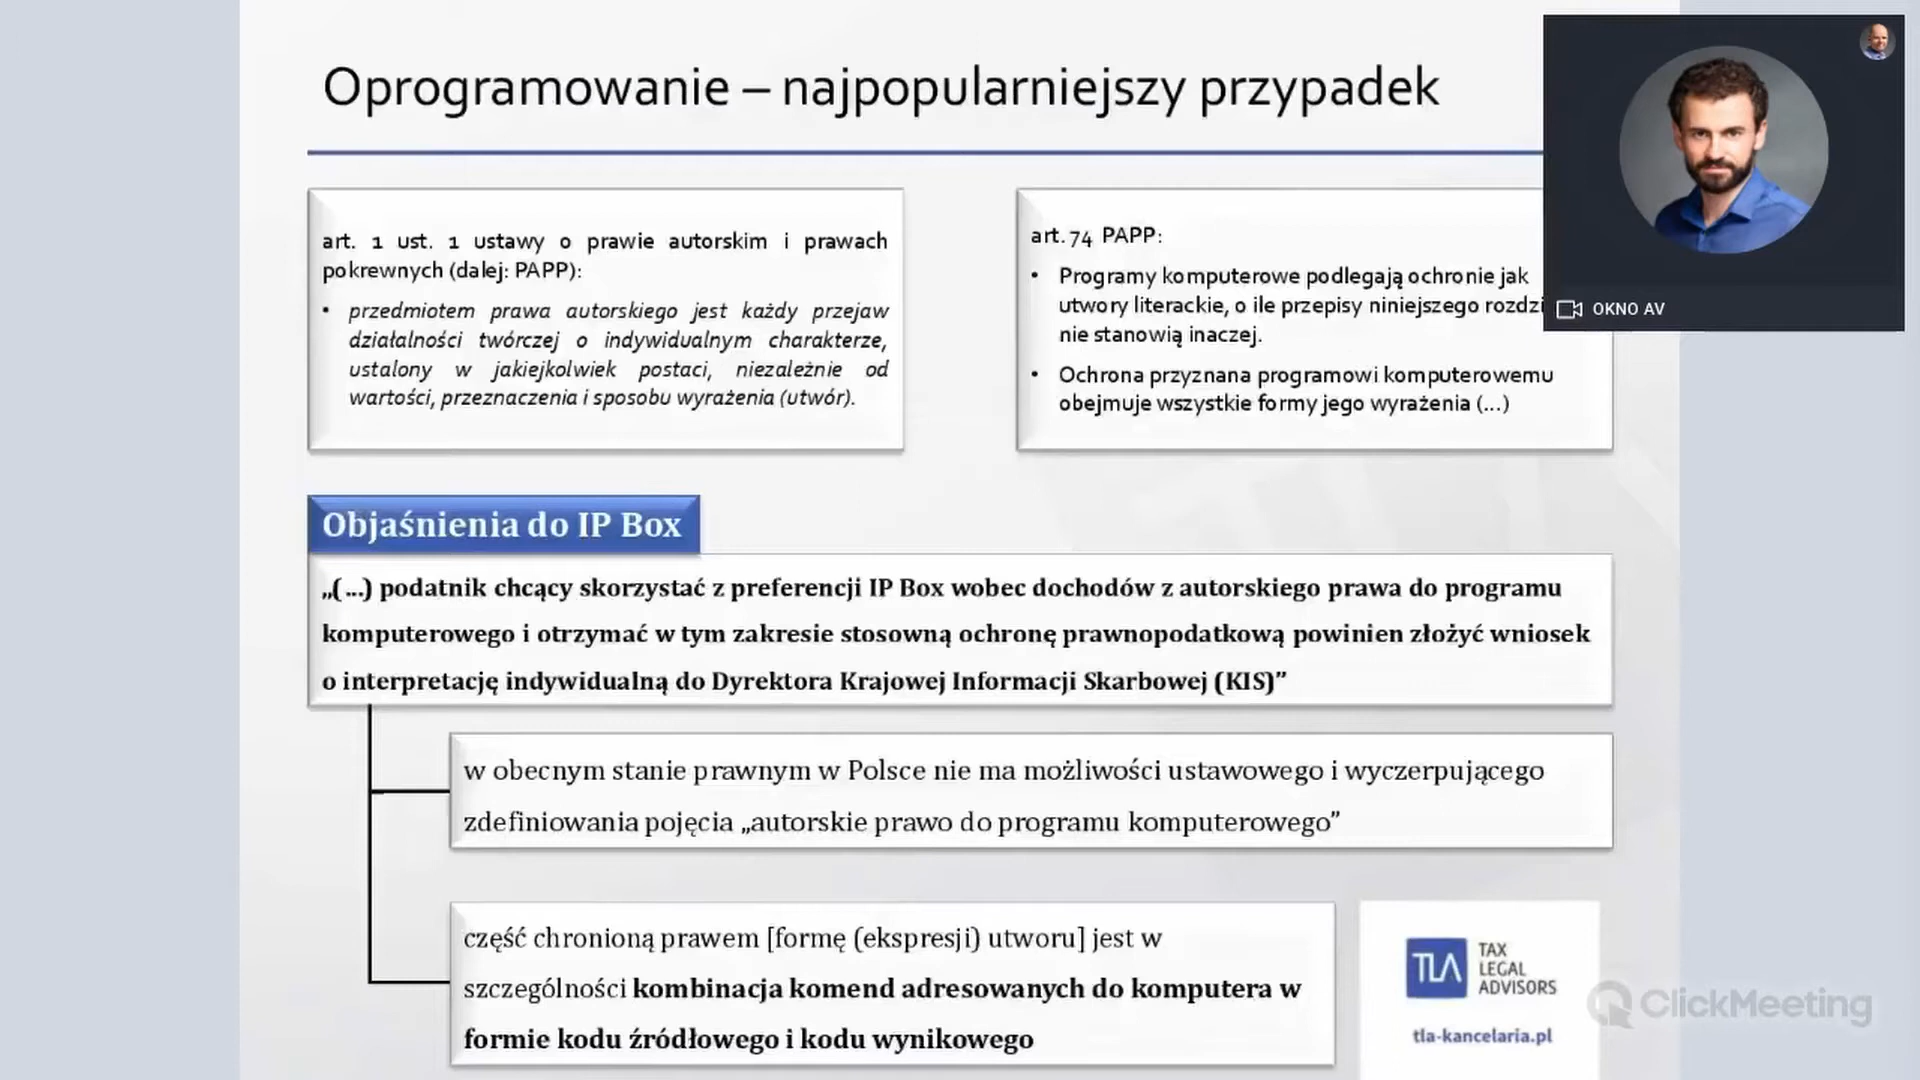 Oprogramowanie – najpopularniejszy przypadek
art. 1 ust. 1 ustawy o prawie autorskim i prawach
pokrewnych (dalej: PAPP):
• przedmiotem prawa autorskiego jest każdy przejaw
działalności twórczej o indywidualnym charakterze,
ustalony w jakiejkolwiek postaci, niezależnie od
wartości, przeznaczenia i sposobu wyrażenia (utwór).
art. 74 PAPP:
• Programy komputerowe podlegają ochronie jak
utwory literackie, o ile przepisy niniejszego rozdzi
nie stanowią inaczej.
• Ochrona przyznana programowi komputerowemu
obejmuje wszystkie formy jego wyrażenia (...)
OKNO AV
Objaśnienia do IP Box
„(...) podatnik chcący skorzystać z preferencji IP Box wobec dochodów z autorskiego prawa do programu
komputerowego i otrzymać w tym zakresie stosowną ochronę prawnopodatkową powinien złożyć wniosek
o interpretację indywidualną do Dyrektora Krajowej Informacji Skarbowej (KIS)”
w obecnym stanie prawnym w Polsce nie ma możliwości ustawowego i wyczerpującego
zdefiniowania pojęcia „autorskie prawo do programu komputerowego”
część chronioną prawem [formę (ekspresji) utworu] jest w
szczególności kombinacja komend adresowanych do komputera w
formie kodu źródłowego i kodu wynikowego
TLA
TAX
LEGAL
ADVISORS
tla-kancelaria.pl
ClickMeeting